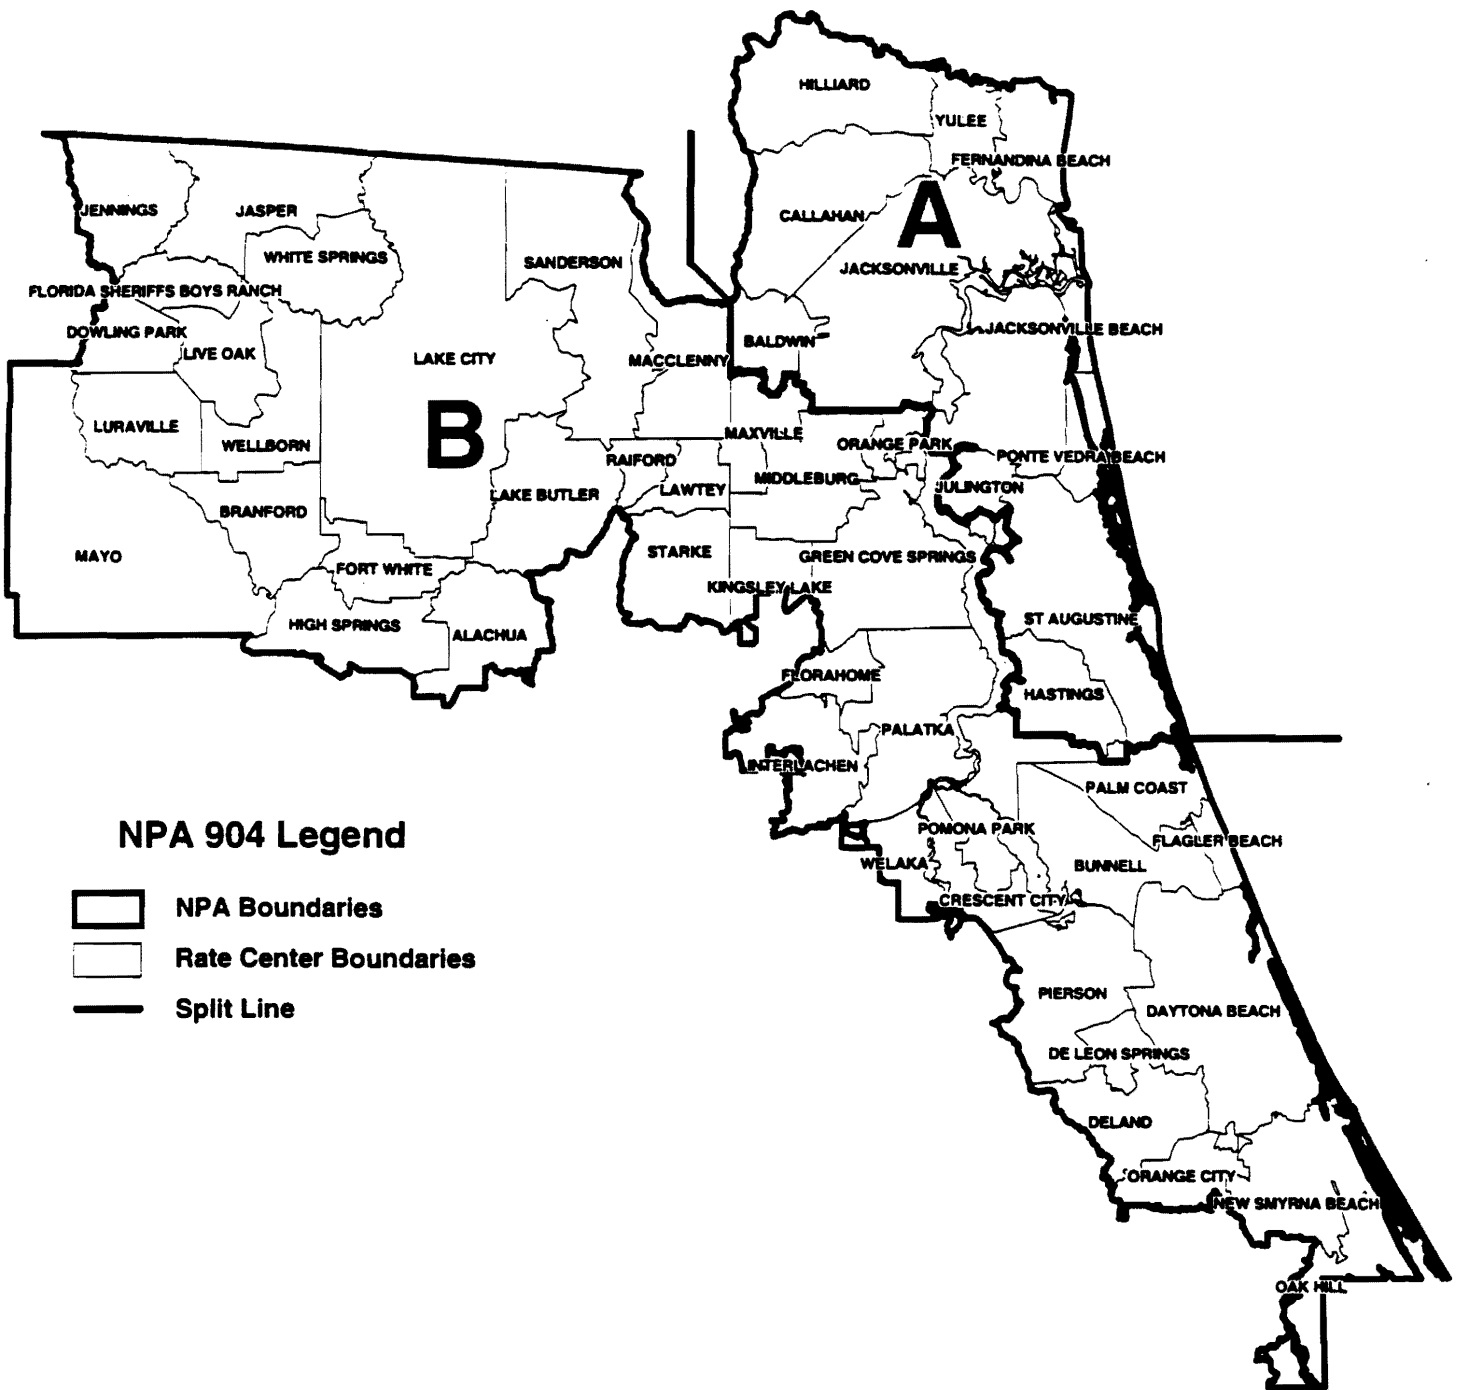 HILLIARD
YULEE
FERNANDINA BEACH
JENNINGS
JASPER
CALLAHAN
A
WHITE SPRINGS
SANDERSON
JACKSONVILLE
FLORIDA SHERIFFS BOYS RANCH
DOWLING PARK
JACKSONVILLE BEACH
BALDWIN
LIVE OAK
LAKE CITY
MACCLENNY
B
LURAVILLE
WELLBORN
MAXVILLE
ORANGE PARK
RAIFORD
PONTE VEDRA BEACH
MIDDLEBURG
LAWTEY
JULINGTON
LAKE BUTLER
BRANFORD
MAYO
STARKE
GREEN COVE SPRINGS
FORT WHITE
KINGSLEY LAKE
HIGH SPRINGS
ALACHUA
ST AUGUSTINE
FLORAHOME
HASTINGS
PALATKA
INTERLACHEN
PALM COAST
NPA 904 Legend
POMONA PARK
FLAGLER BEACH
WELAKA
BUNNELL
CRESCENT CITY
NPA Boundaries
Rate Center Boundaries
PIERSON
Split Line
DAYTONA BEACH
DE LEON SPRINGS
DELAND
ORANGE CITY
NEW SMYRNA BEACH
OAK HILL